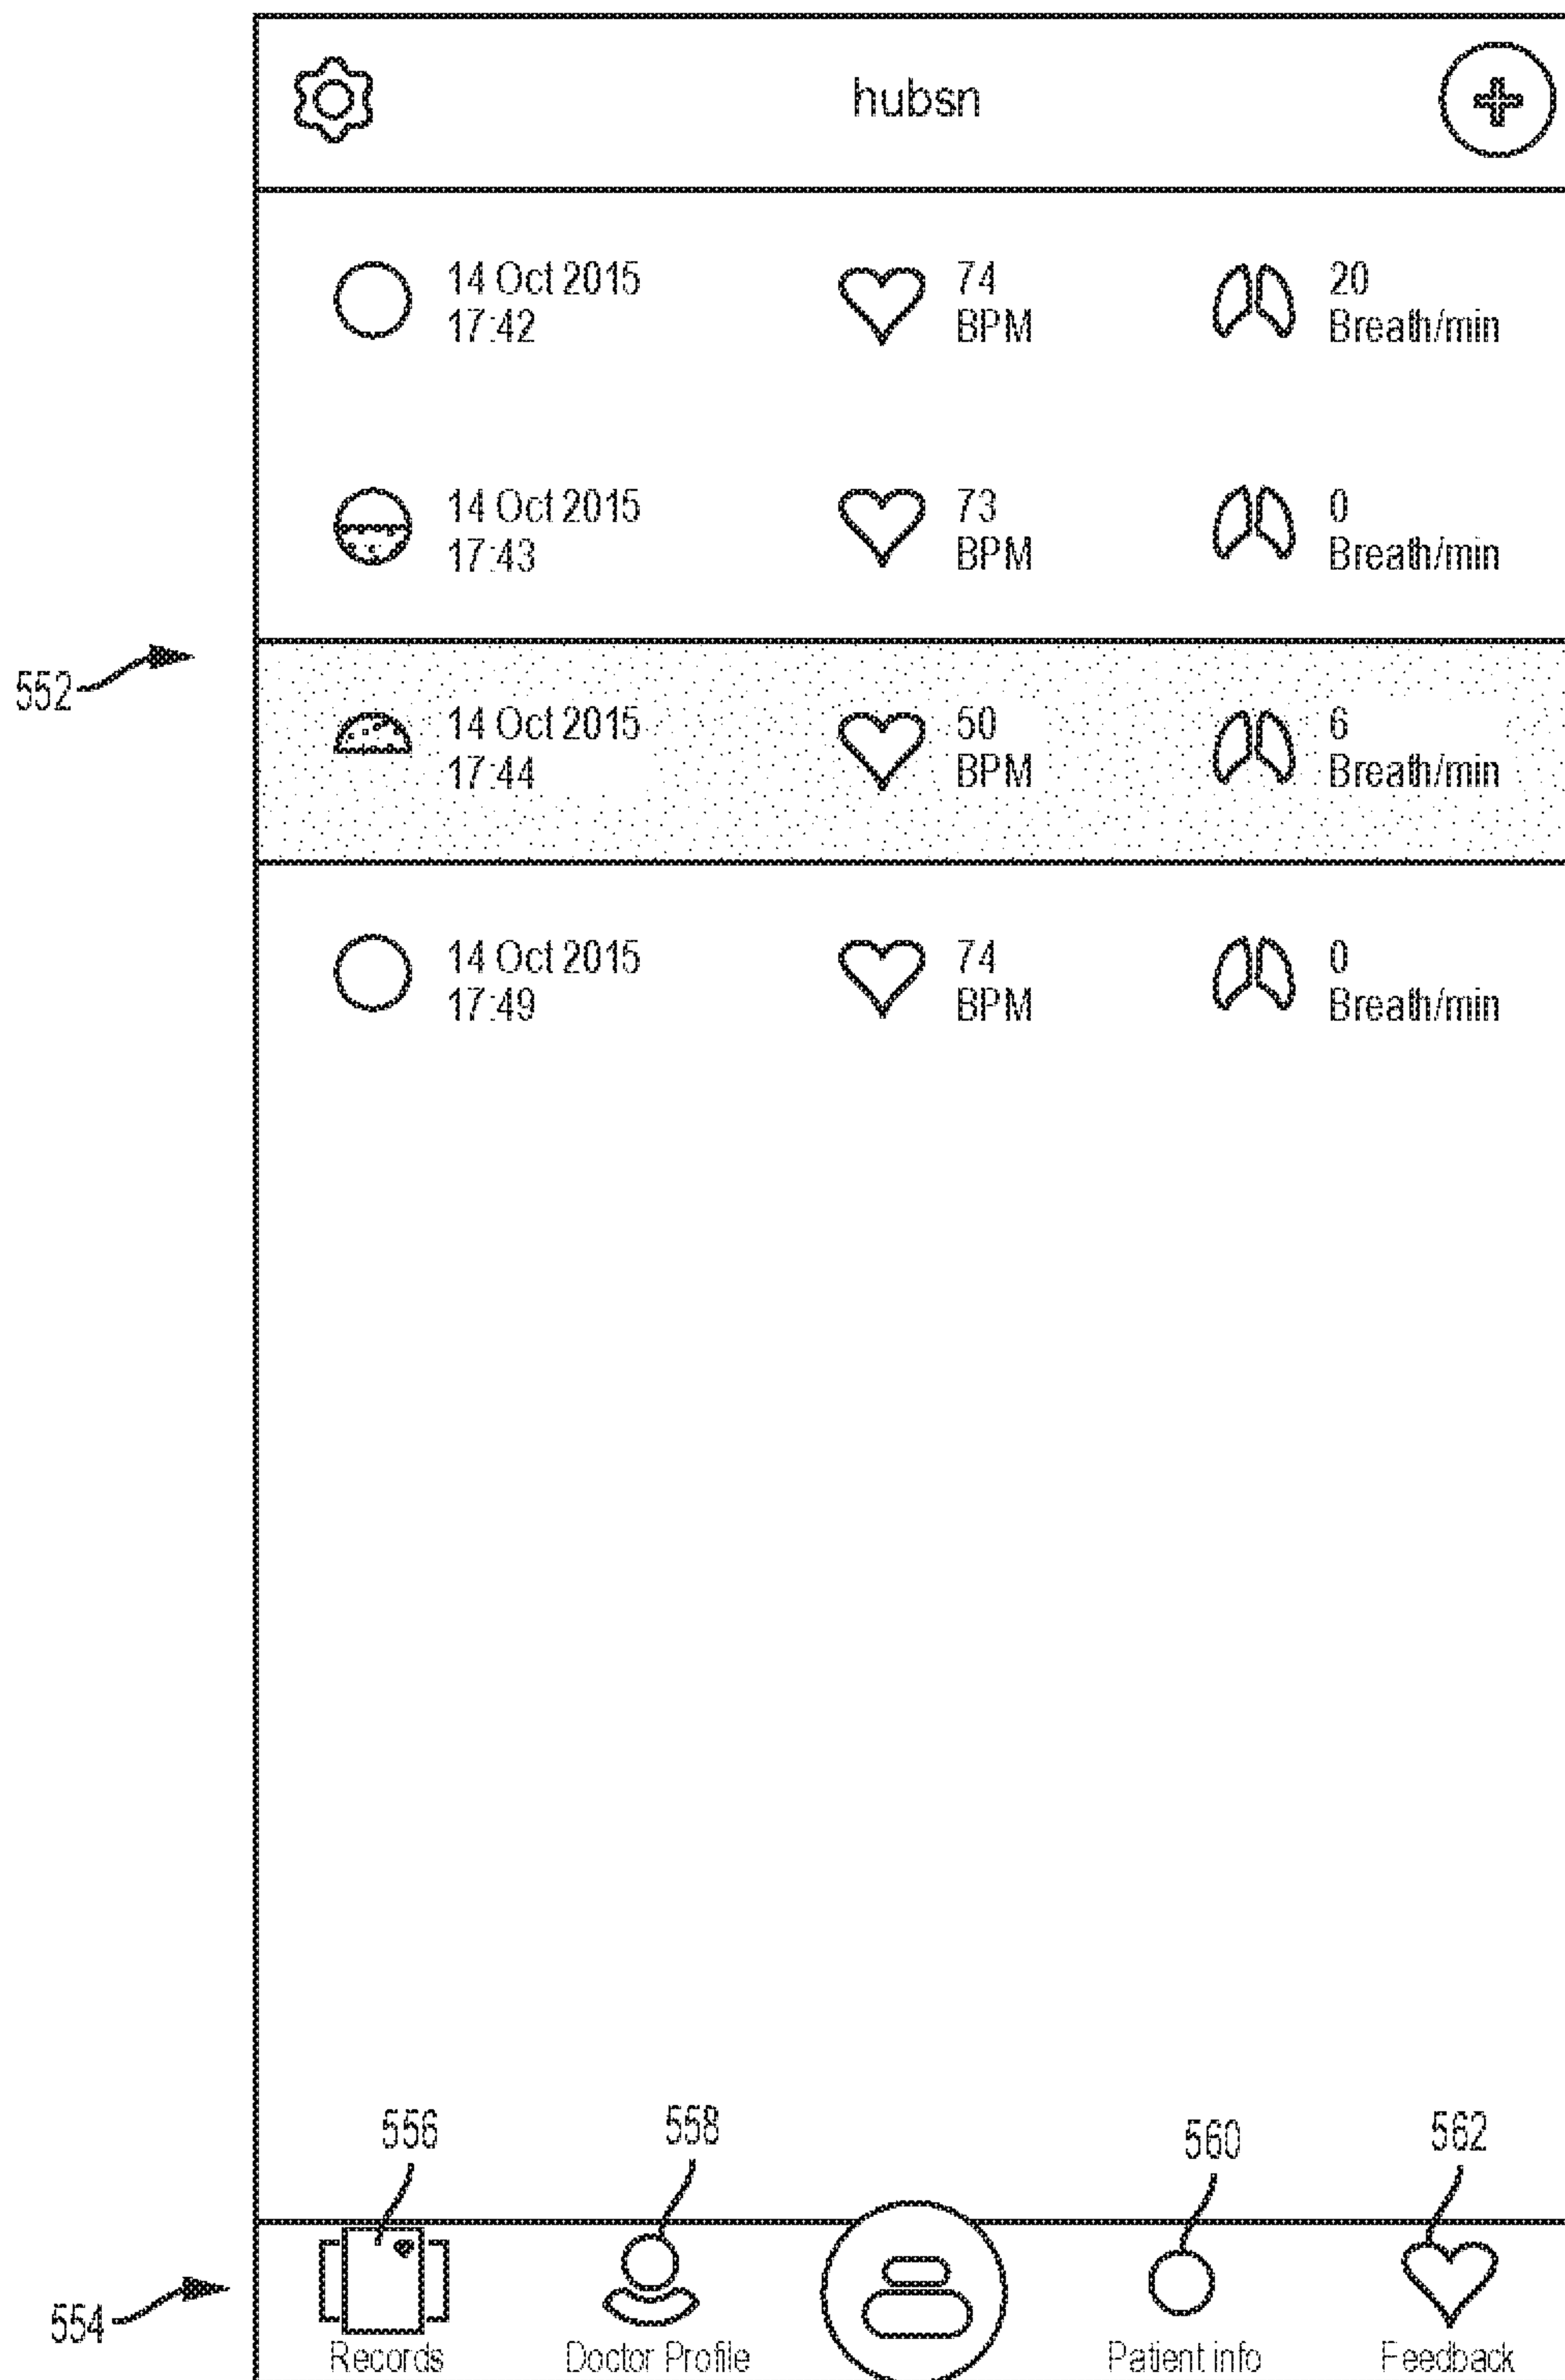 hubsn
14 Oct 2015
17:42
74
BPM
20
Breath/min
14 Oct 2015
17:43
73
BPM
0
Breath/min
552
14 Oct 2015
17:44
50
BPM
6
Breath/min
14 Oct 2015
17:49
74
BPM
0
Breath/min
556
558
560
562
554
Records
Doctor Profile
Patient info
Feedback